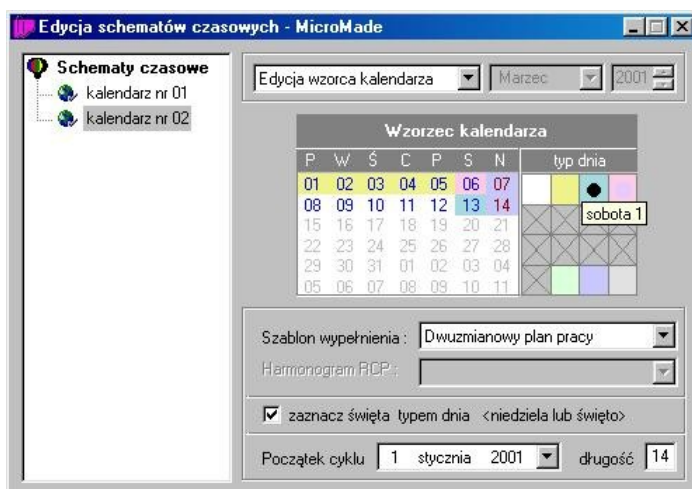 Edycja schematów czasowych - MicroMade
Schematy czasowe
kalendarz nr 01
kalendarz nr 02
Edycja wzorca kalendarza Marzec 2001
Wzorzec kalendarza
P W Ś C P S N typ dnia
01 02 03 04 05 06 07
08 09 10 11 12 13 14
sobota 1
15 16 17 18 19 20 21
22 23 24 25 26 27 28
29 30 31 01 02 03 04
05 06 07 08 09 10 11
Szablon wypełnienia : Dwuzmianowy plan pracy
Harmonogram RCP :
zaznacz święta typem dnia <niedziela lub święto>
Początek cyklu 1 stycznia 2001 długość 14